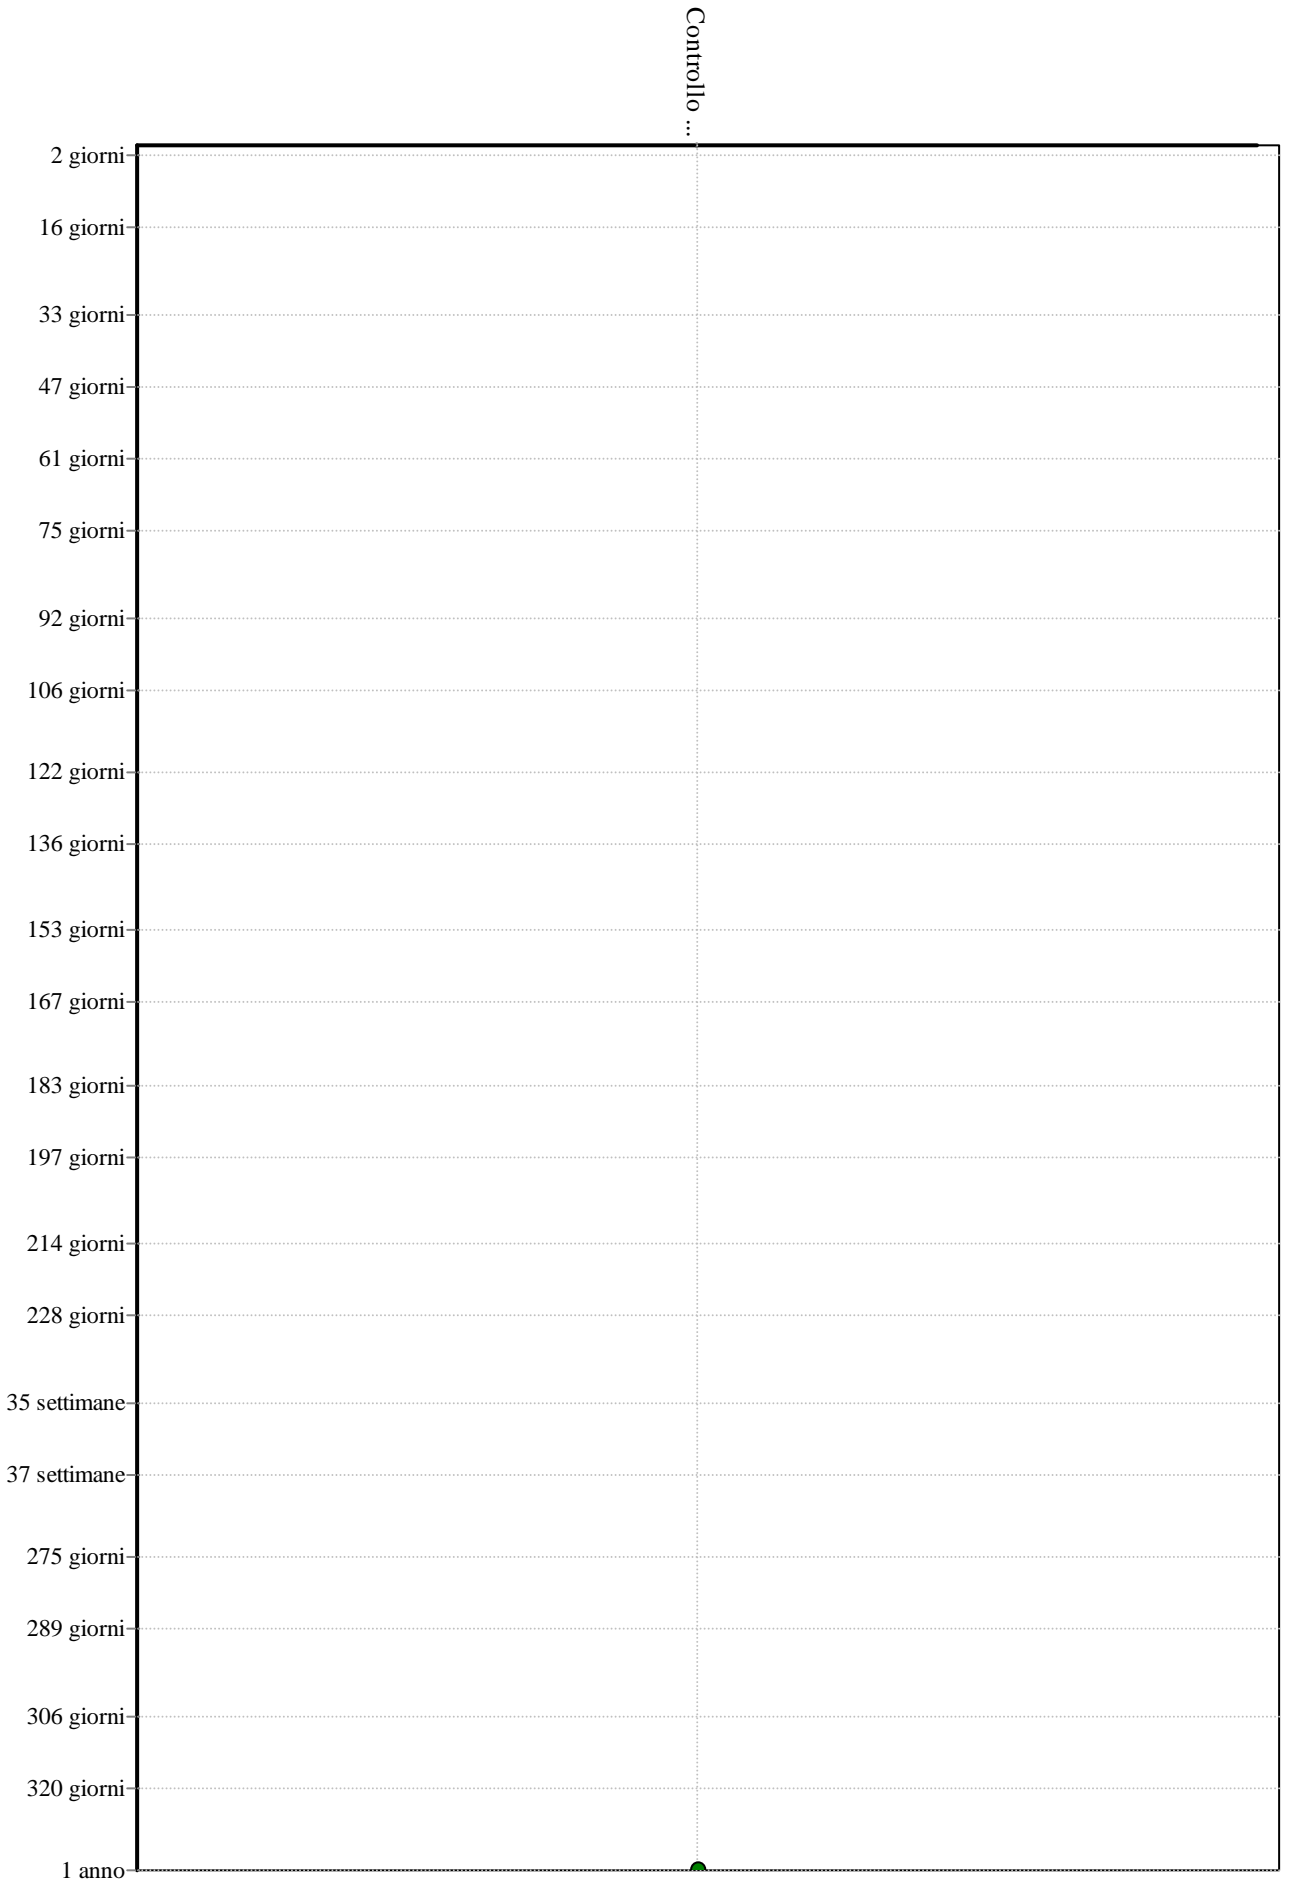 Controllo ...
2 giorni
16 giorni
33 giorni
47 giorni
61 giorni
75 giorni
92 giorni
106 giorni
122 giorni
136 giorni
153 giorni
167 giorni
183 giorni
197 giorni
214 giorni
228 giorni
35 settimane
37 settimane
275 giorni
289 giorni
306 giorni
320 giorni
1 anno